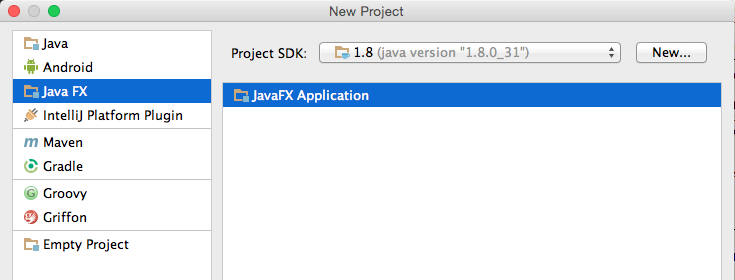 New Project
Java
Android
Java FX
IntelliJ Platform Plugin
Maven
Gradle
Groovy
Griffon
Empty Project
Project SDK: 1.8 (java version "1.8.0_31") New...
JavaFX Application